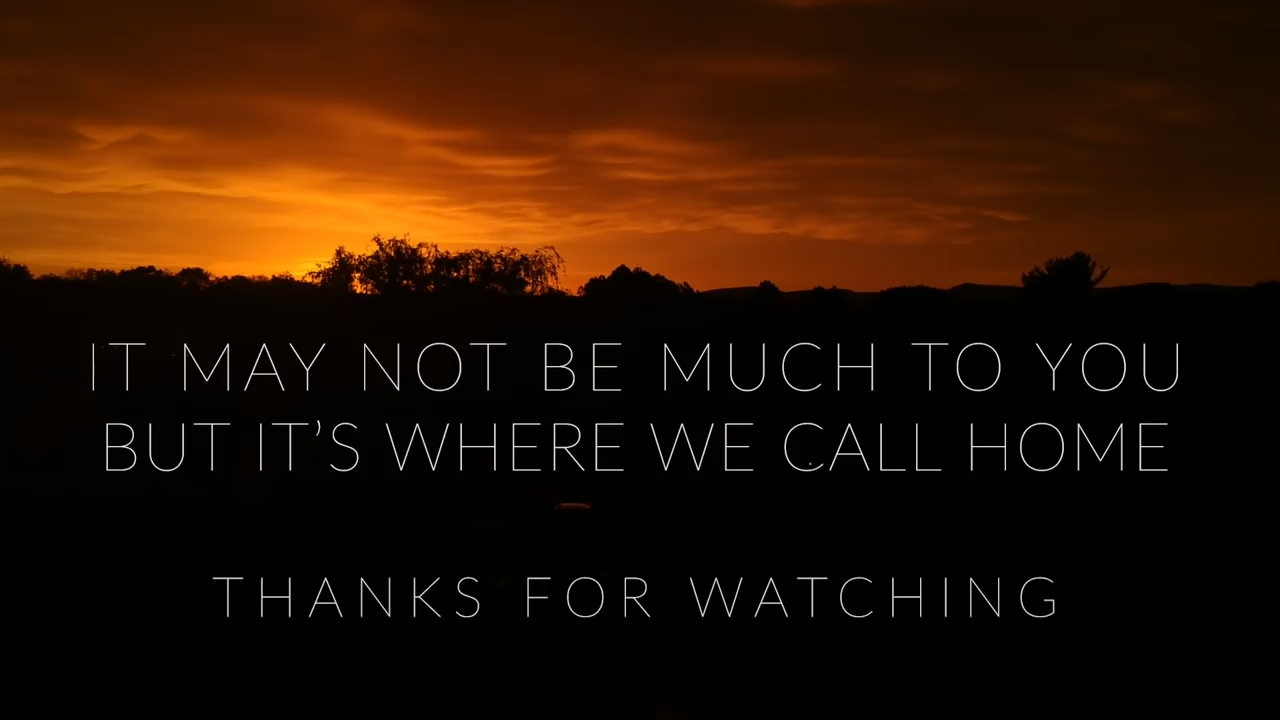 IT MAY NOT BE MUCH TO YOU
BUT IT’S WHERE WE CALL HOME
THANKS FOR WATCHING